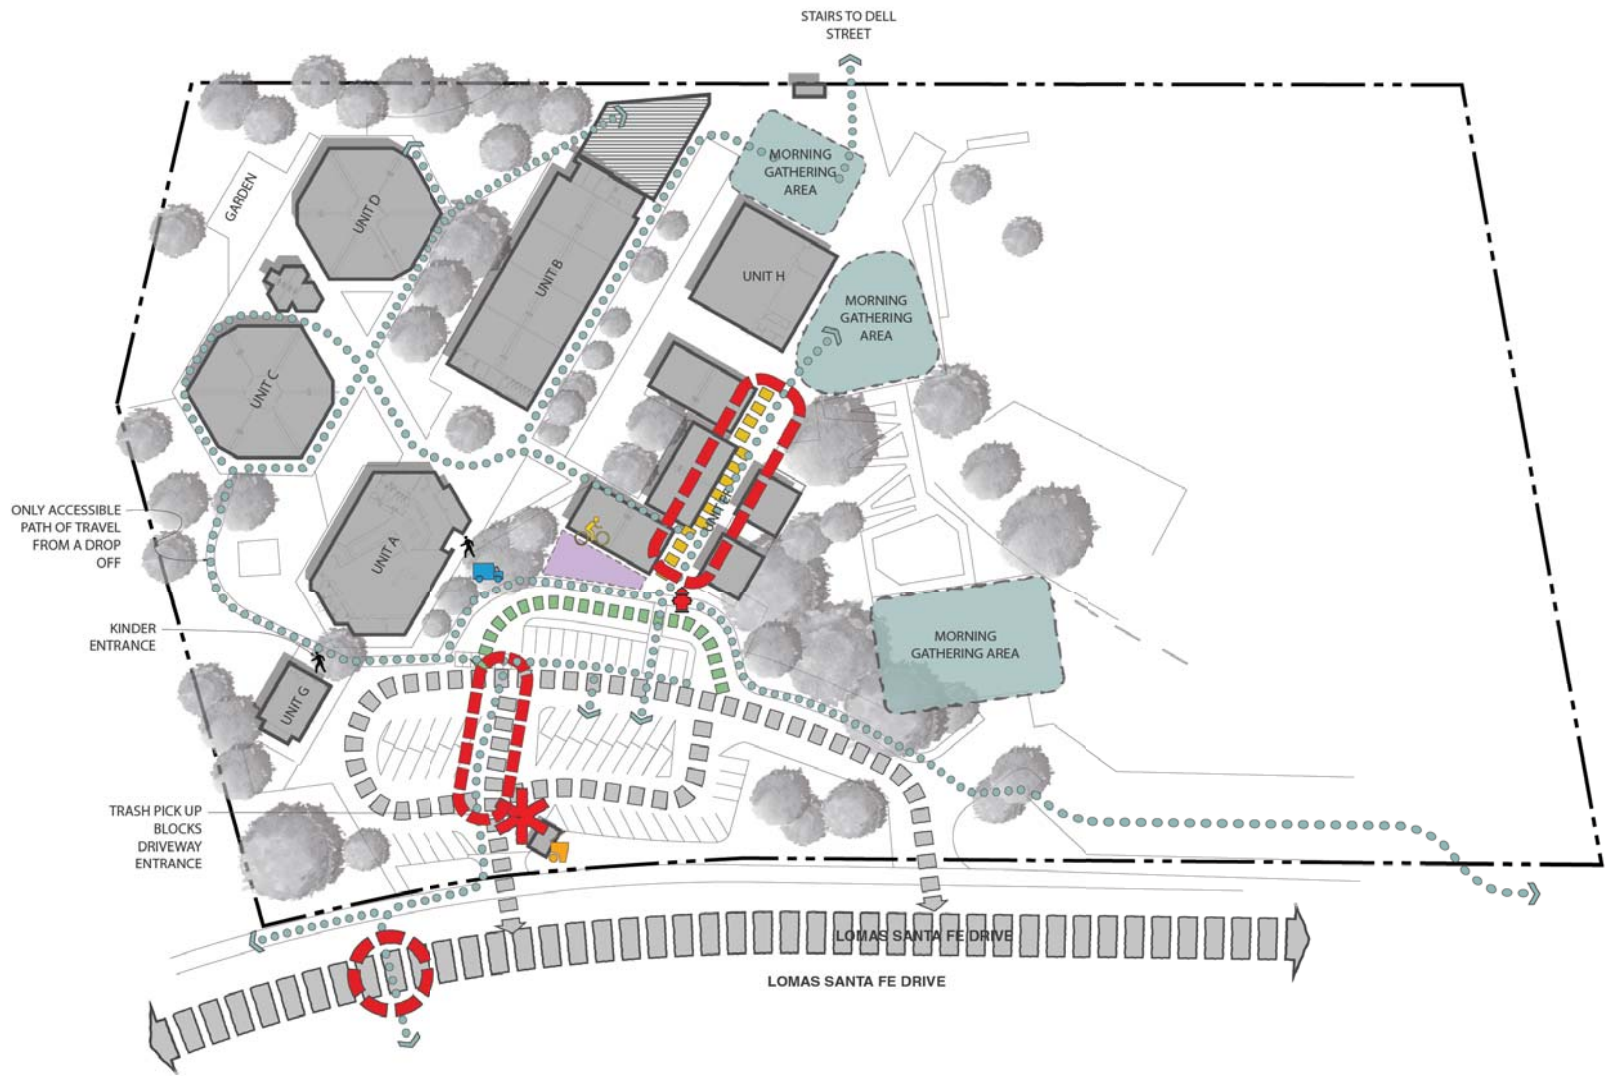 STAIRS TO DELL
STREET
MORNING
GATHERING
AREA
GARDEN
UNIT D
UNIT B
UNIT H
MORNING
GATHERING
AREA
UNIT C
ONLY ACCESSIBLE
PATH OF TRAVEL
FROM A DROP
OFF
UNIT A
KINDER
ENTRANCE
MORNING
GATHERING AREA
UNIT G
TRASH PICK UP
BLOCKS
DRIVEWAY
ENTRANCE
LOMAS SANTA FE DRIVE
LOMAS SANTA FE DRIVE